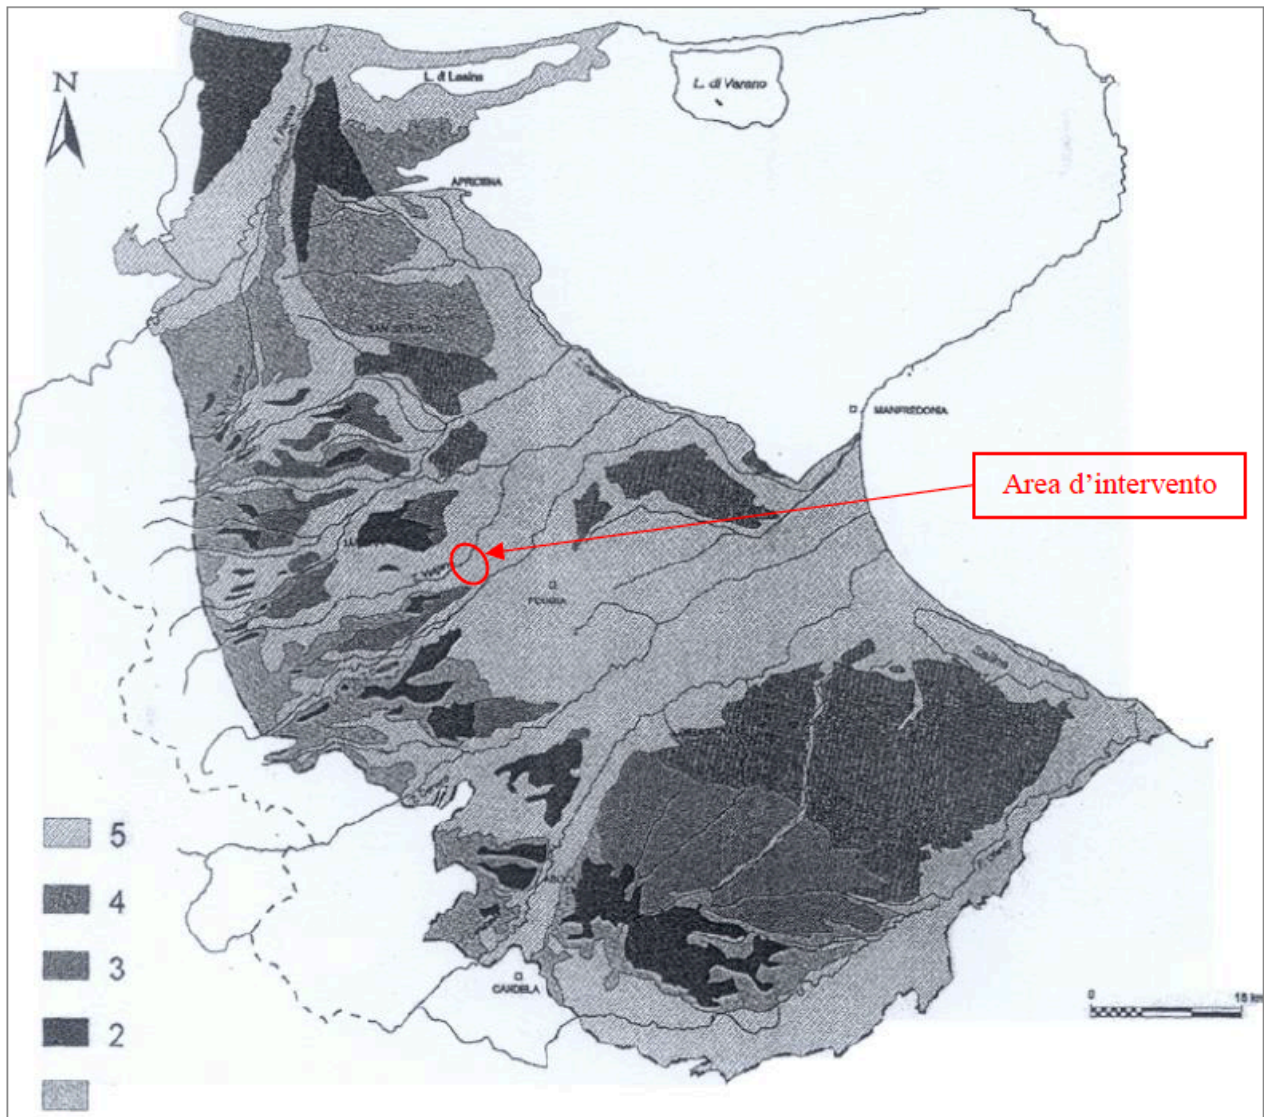 N
L. di Lesina
L. di Varano
APRICENA
SAN SEVERO
MANFREDONIA
Area d'intervento
FOGGIA
Saline
5
4
3
CANDELA
0
15 km
2